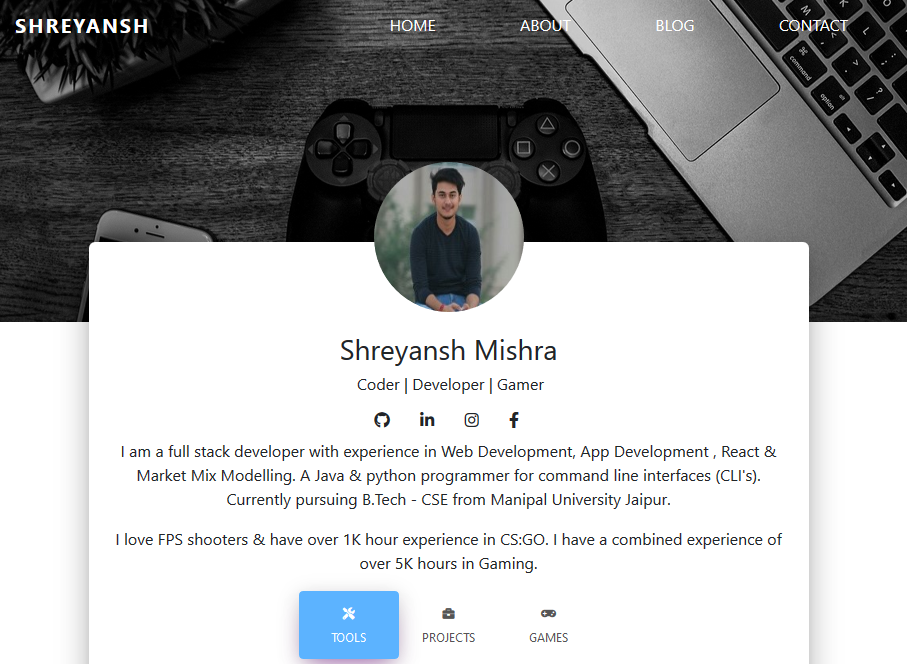 SHREYANSH
HOME
ABOUT
BLOG
CONTACT
command
option
Shreyansh Mishra
Coder | Developer | Gamer
I am a full stack developer with experience in Web Development, App Development , React &
Market Mix Modelling. A Java & python programmer for command line interfaces (CLI's).
Currently pursuing B.Tech - CSE from Manipal University Jaipur.
I love FPS shooters & have over 1K hour experience in CS:GO. I have a combined experience of
over 5K hours in Gaming.
TOOLS
PROJECTS
GAMES